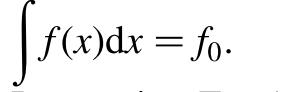 ∫ f(x)dx = f₀.